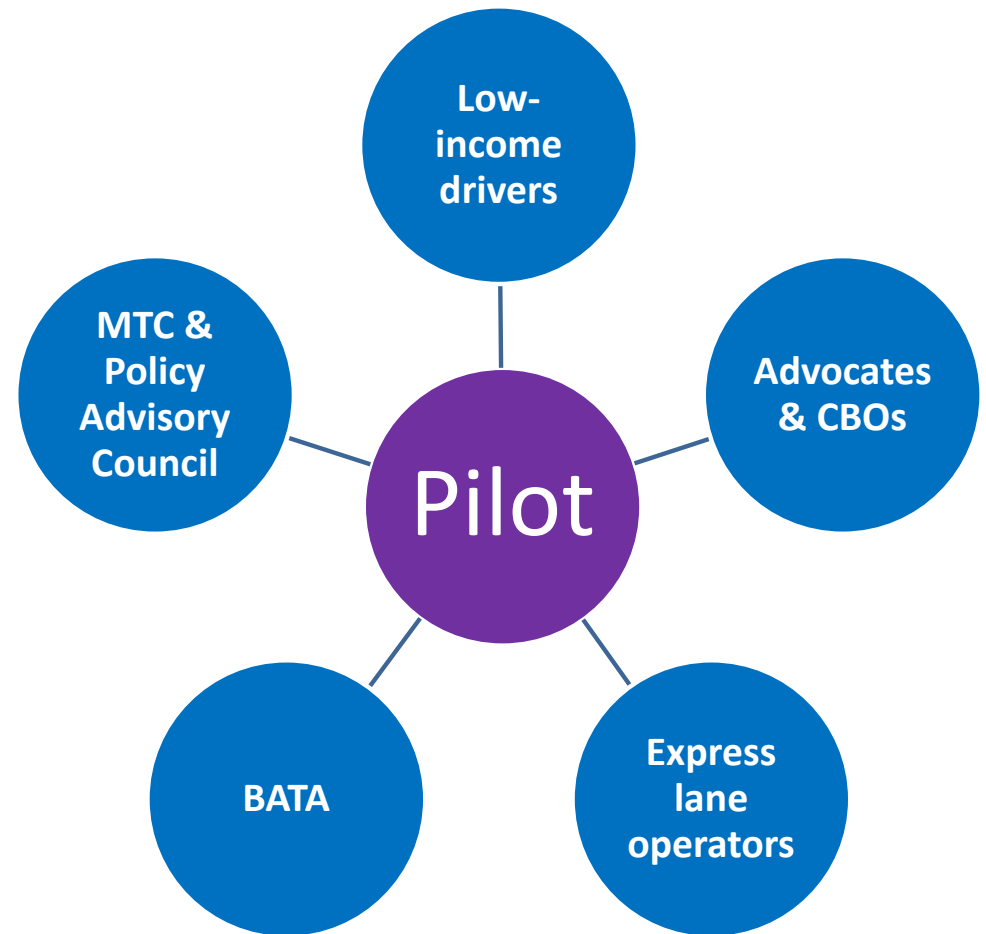 Low-
income
drivers
MTC &
Policy
Advisory
Council
Advocates
& CBOs
Pilot
BATA
Express
lane
operators